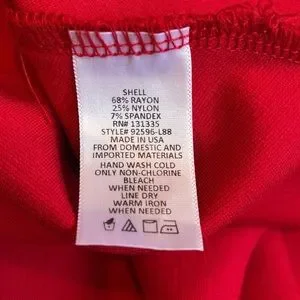 SHELL
68% RAYON
25% NYLON
7% SPANDEX
RN# 131335
STYLE# 92596-L88
MADE IN USA
FROM DOMESTIC AND
IMPORTED MATERIALS
HAND WASH COLD
ONLY NON-CHLORINE
BLEACH
WHEN NEEDED
LINE DRY
WARM IRON
WHEN NEEDED